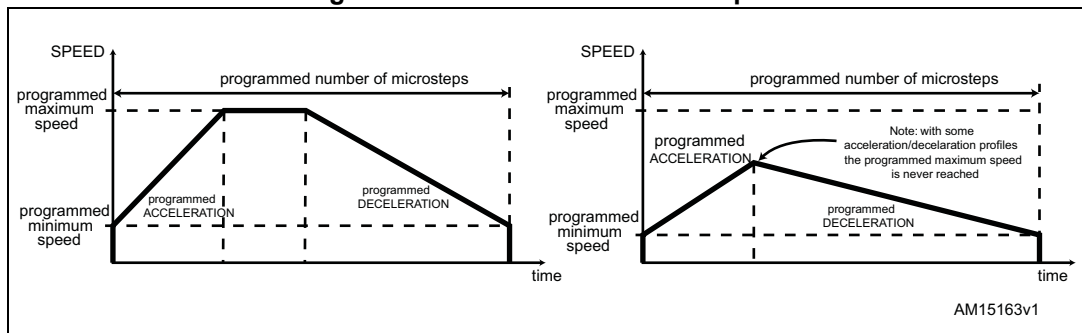 SPEED
programmed number of microsteps
programmed
maximum
speed
programmed
ACCELERATION
programmed
DECELERATION
programmed
minimum
speed
time
SPEED
programmed number of microsteps
programmed
maximum
speed
programmed
ACCELERATION
Note: with some
acceleration/decelaration profiles
the programmed maximum speed
is never reached
programmed
DECELERATION
programmed
minimum
speed
time
AM15163v1